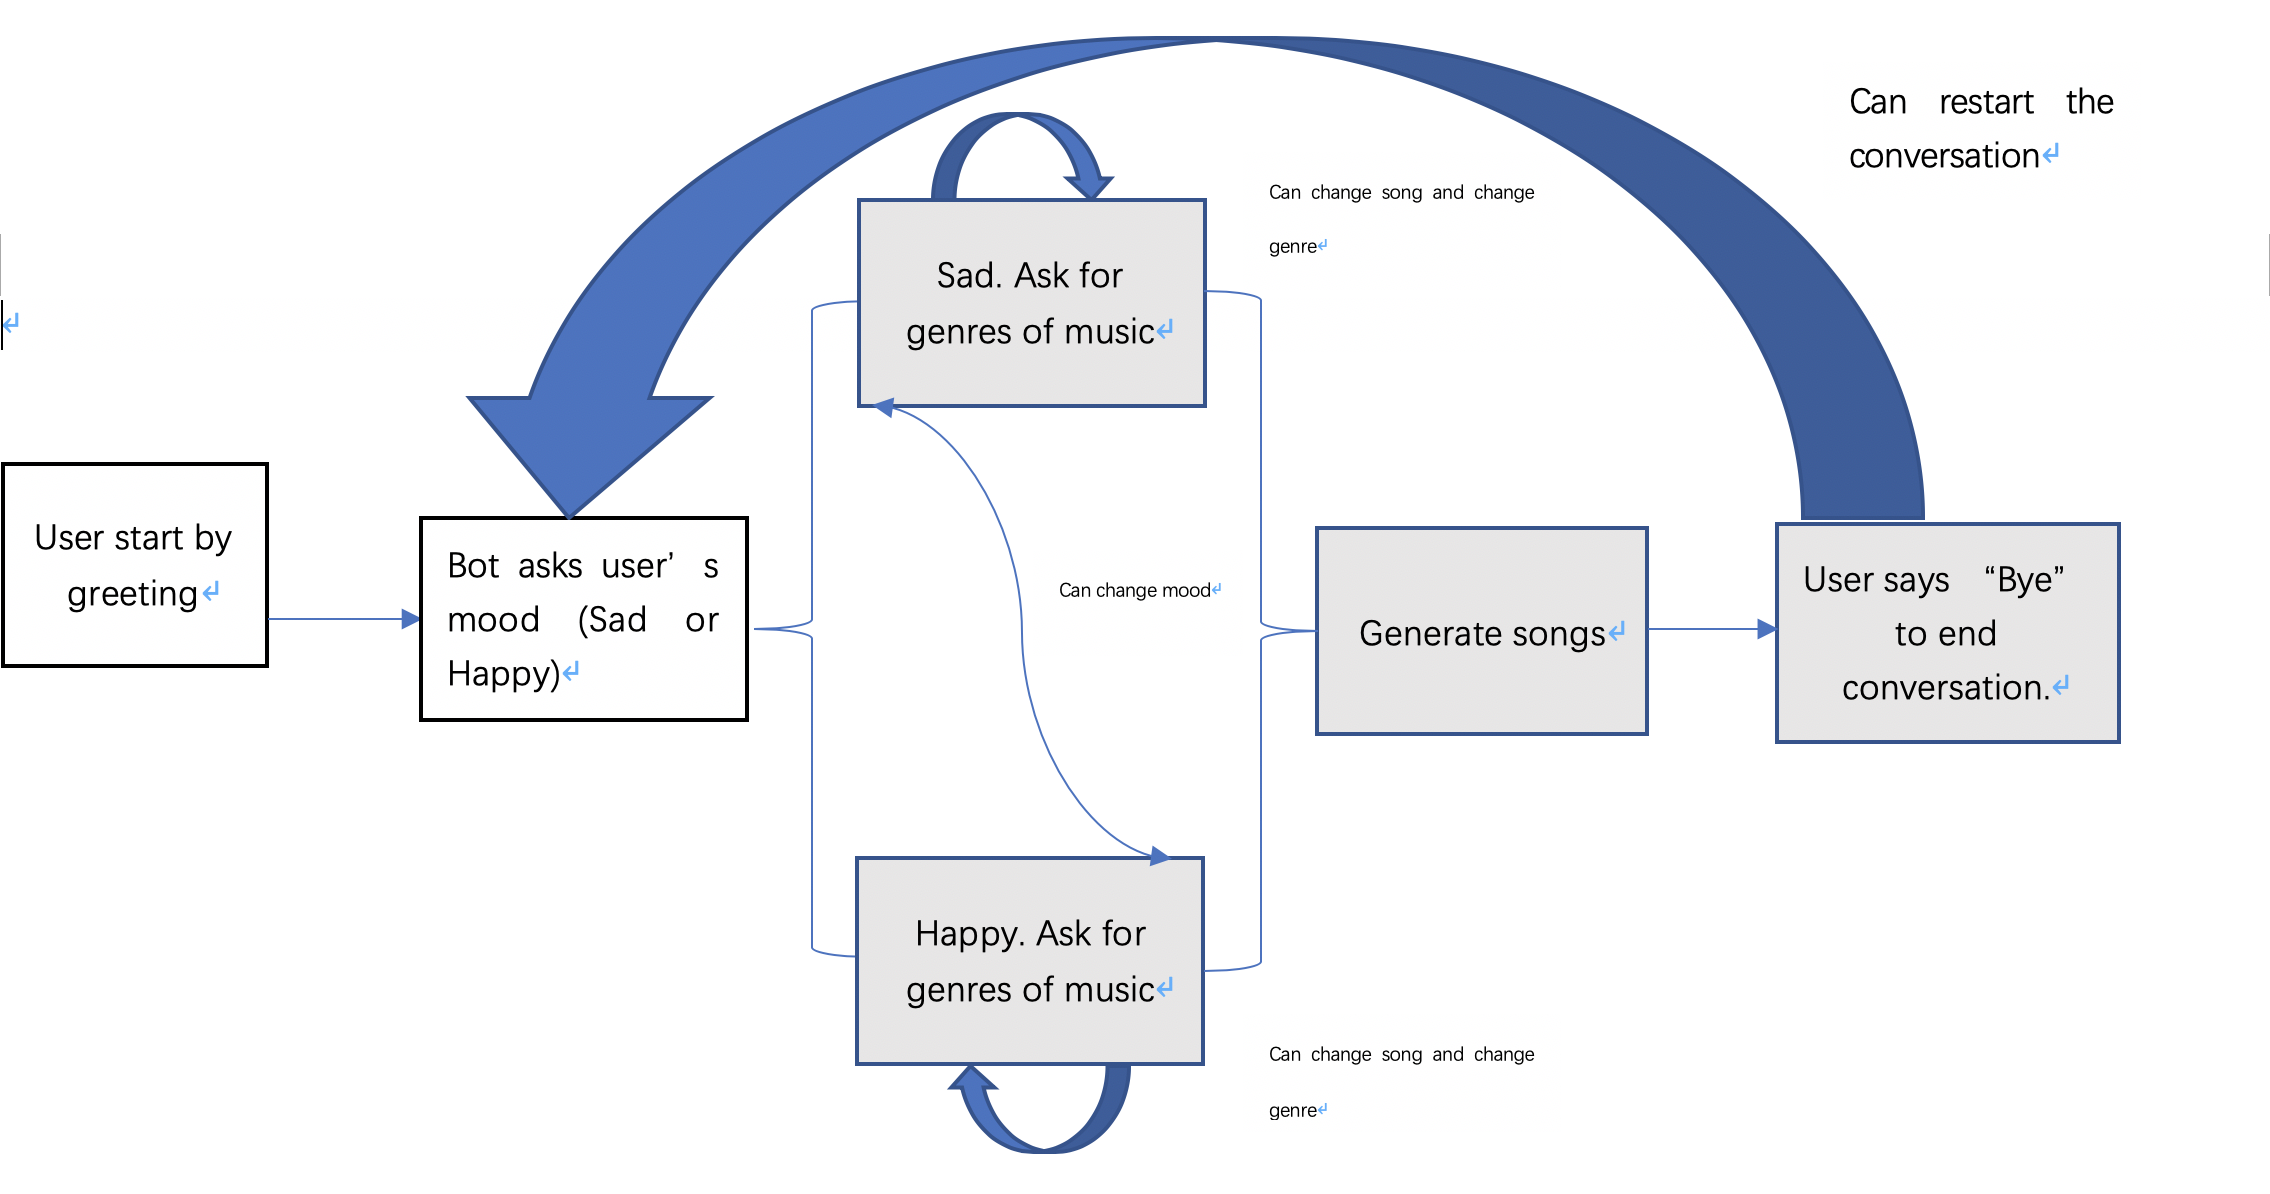 Can restart the
conversation
Can change song and change
genre
Sad. Ask for
genres of music
User start by
greeting
Bot asks user’s
mood (Sad or
Happy)
Can change mood
Generate songs
User says “Bye”
to end
conversation.
Happy. Ask for
genres of music
Can change song and change
genre